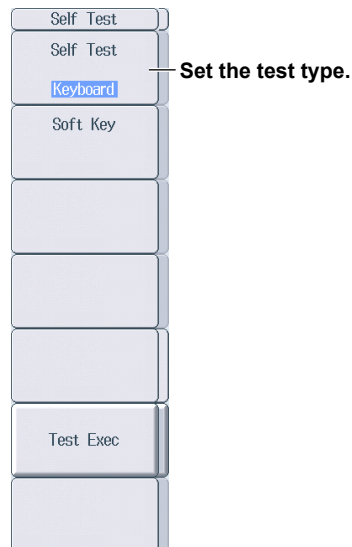 Self Test
Self Test
Set the test type.
Keyboard
Soft Key
Test Exec